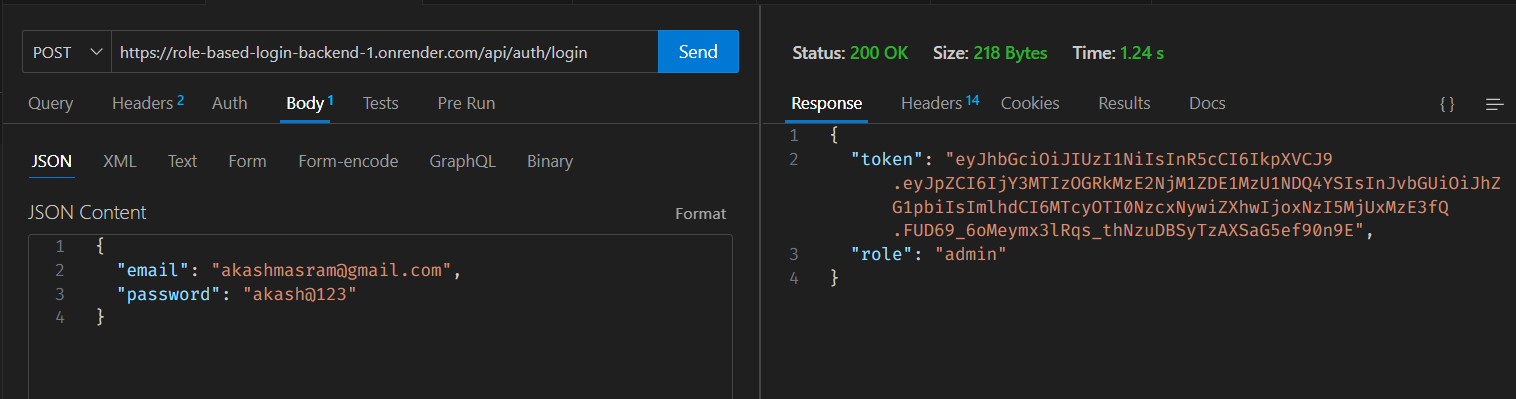 POST
https://role-based-login-backend-1.onrender.com/api/auth/login
Send
Query
Headers 2
Auth
Body 1
Tests
Pre Run
JSON
XML
Text
Form
Form-encode
GraphQL
Binary
JSON Content
Format
1 {
2 "email": "akashmasram@gmail.com",
3 "password": "akash@123"
4 }
Status: 200 OK Size: 218 Bytes Time: 1.24 s
Response
Headers 14
Cookies
Results
Docs
{ }
1 {
2 "token": "eyJhbGciOiJIUzI1NiIsInR5cCI6IkpXVCJ9
.eyJpZCI6IjY3MTIzOGRkMzE2NjM1ZDE1MzU1NDQ4YSIsInJvbGUiOiJhZ
G1pbiIsImlhdCI6MTcyOTI0NzcxNywiZXhwIjoxNzI5MjUxMzE3fQ
.FUD69_6oMeymx3lRqs_thNzuDBSyTzAXSaG5ef90n9E",
3 "role": "admin"
4 }